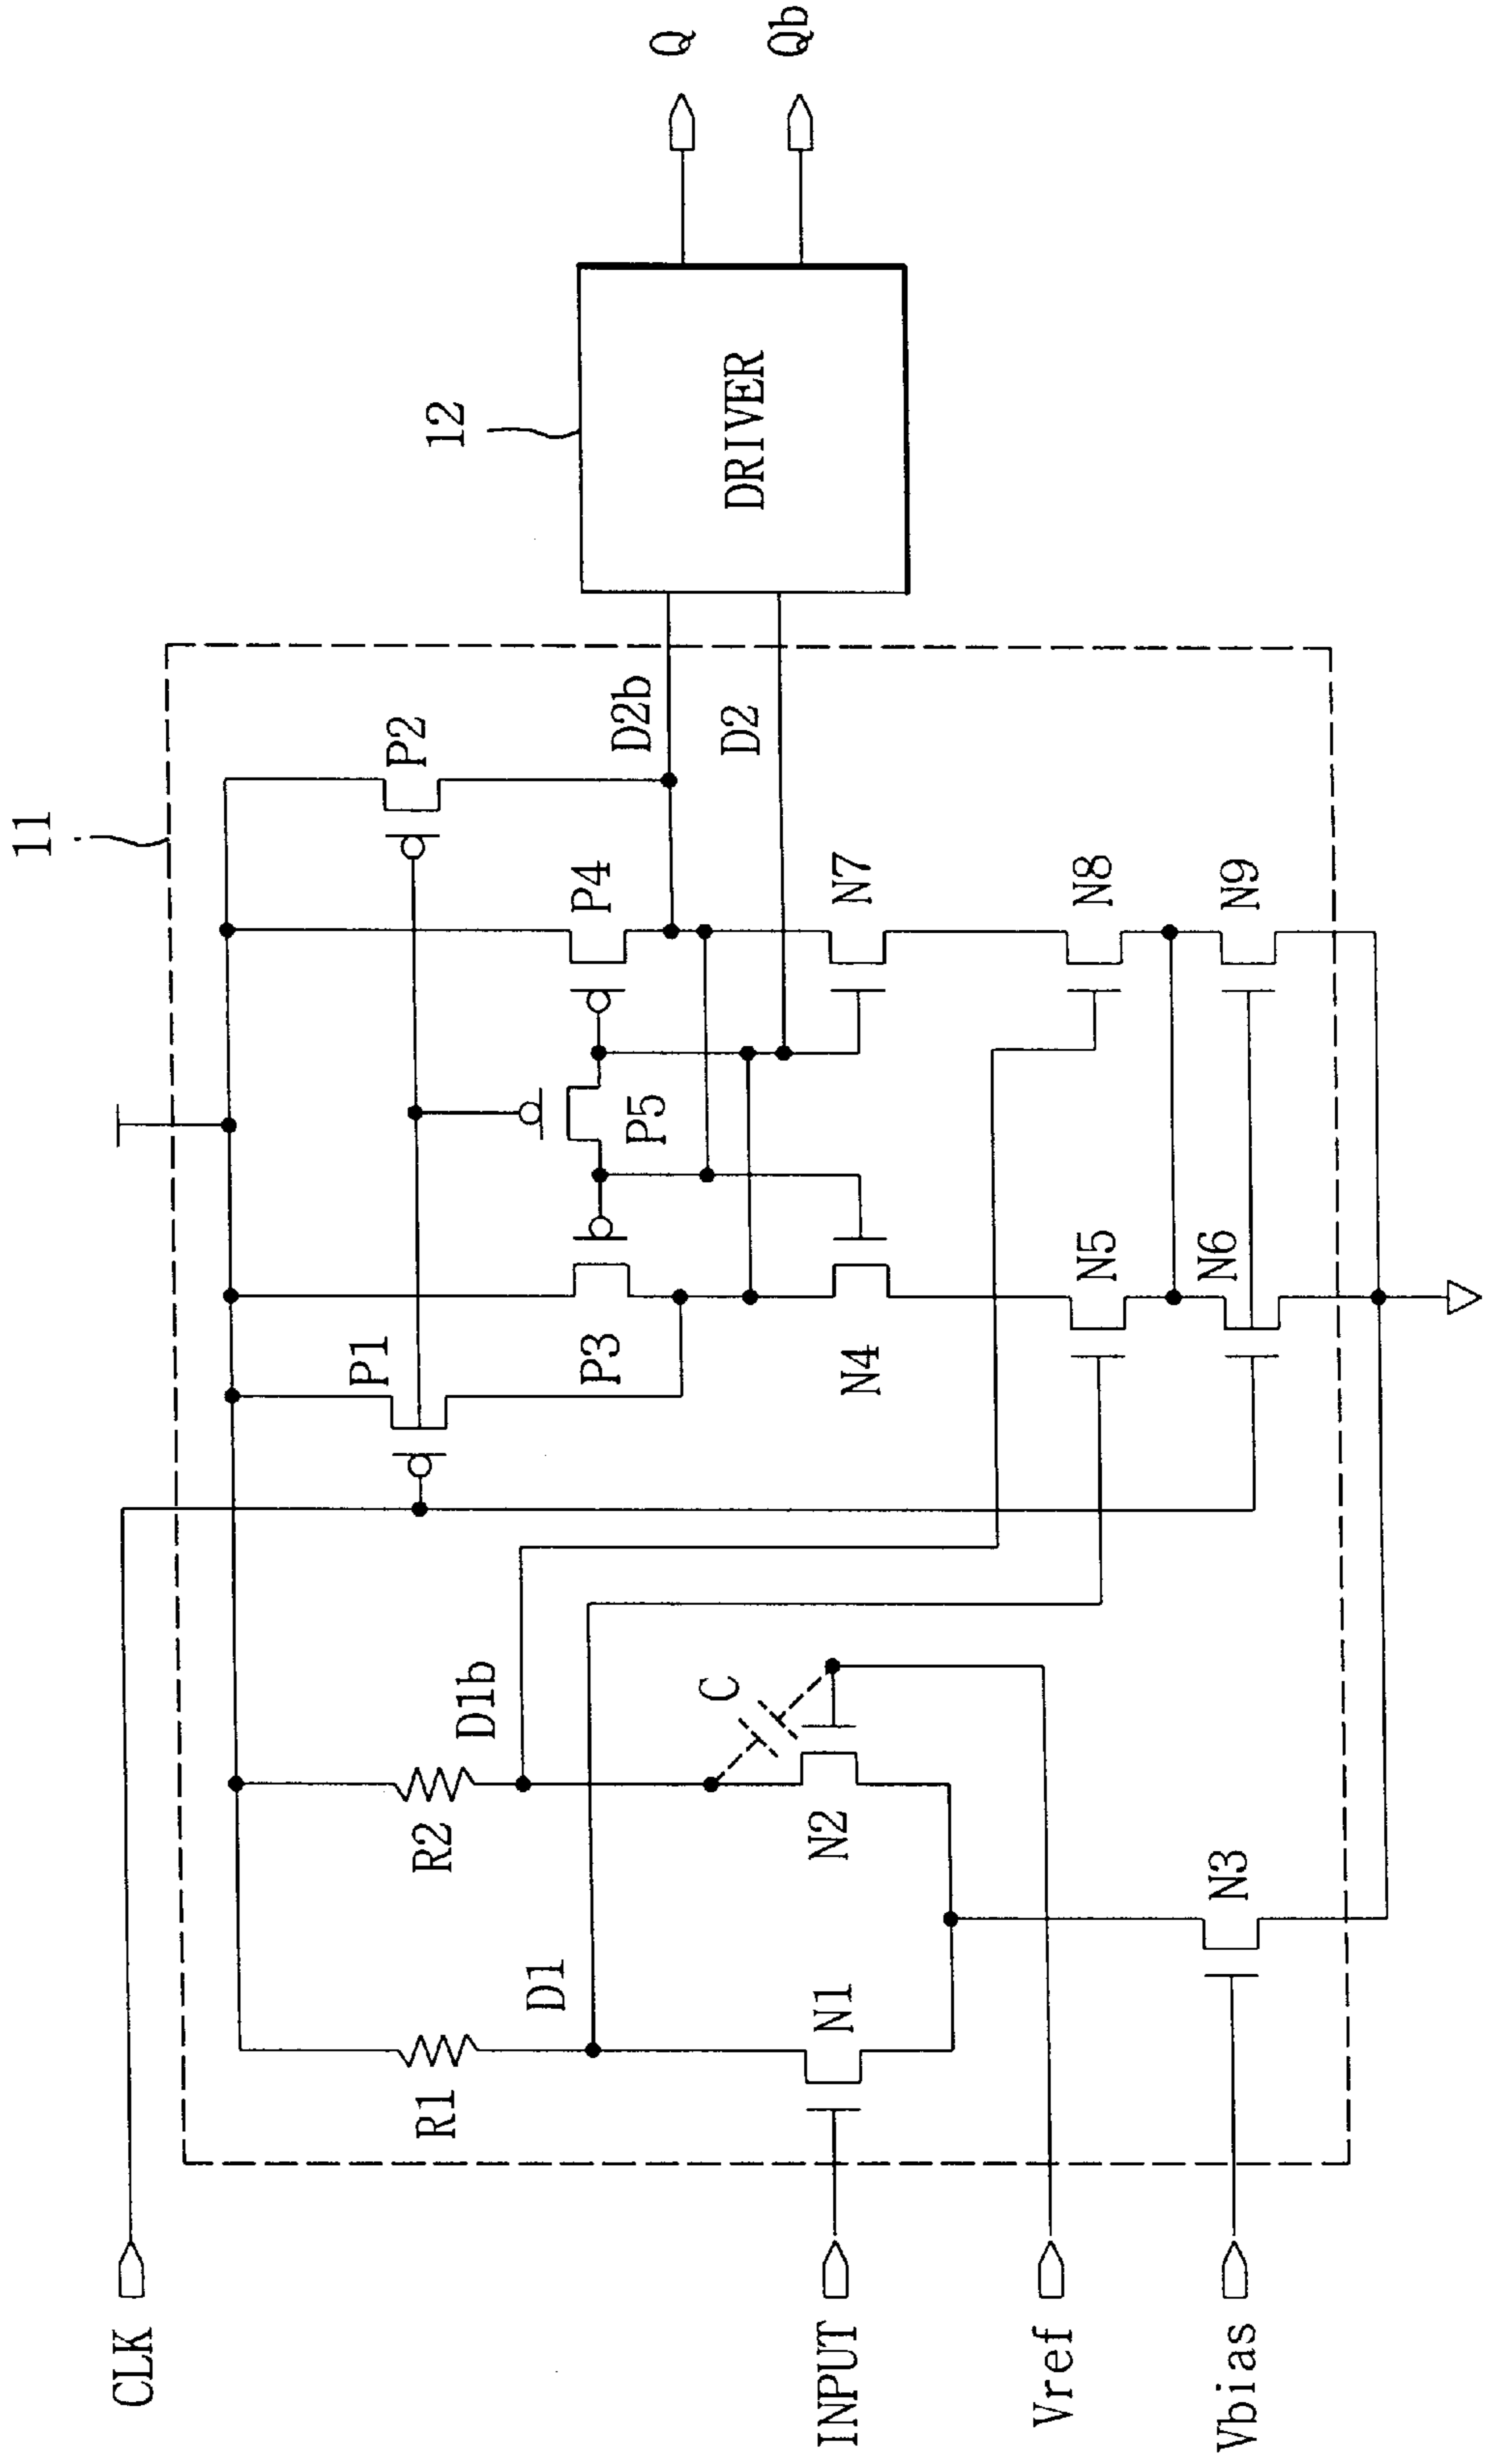 11
12
CLK
INPUT
Vref
Vbias
R1
R2
D1
D1b
C
N1
N2
N3
P1
P2
P3
P4
P5
N4
N5
N6
N7
N8
N9
D2b
D2
DRIVER
Q
Qb